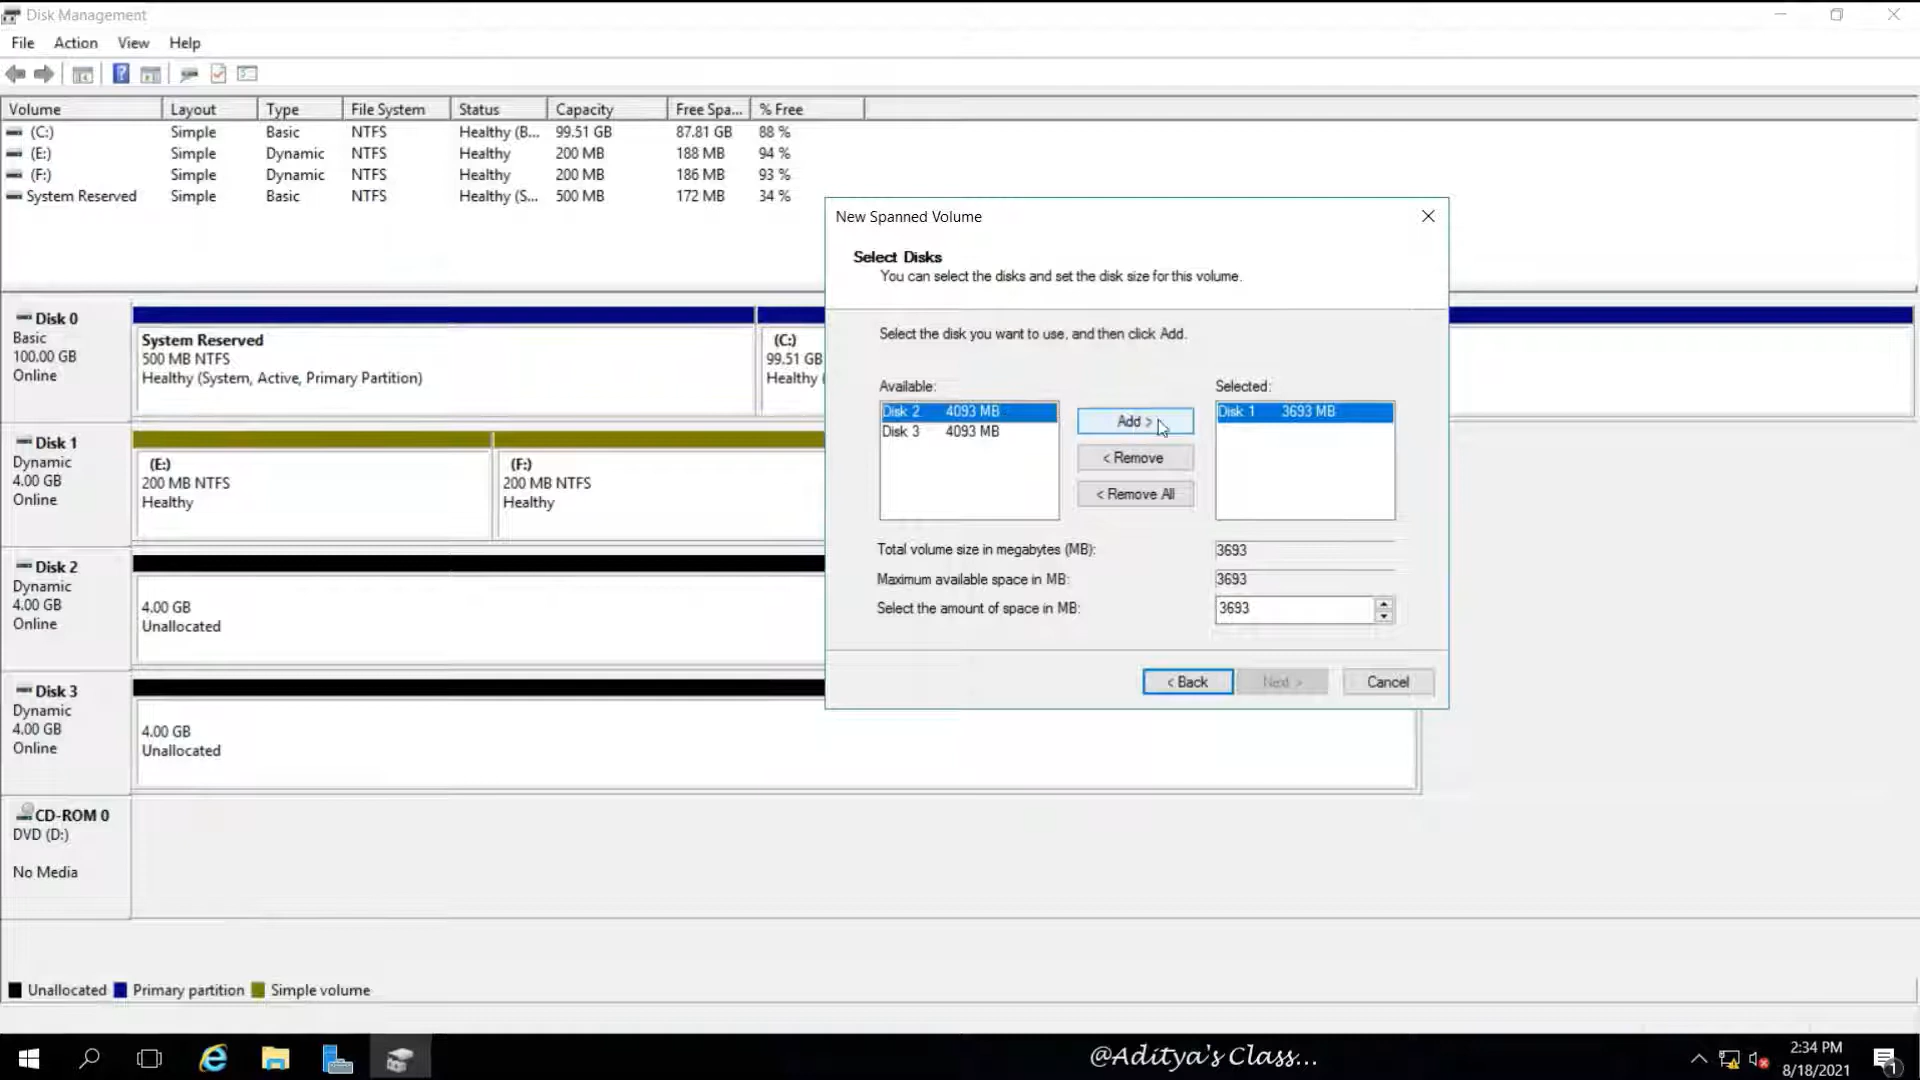 Disk Management
File Action View Help
Volume Layout Type File System Status Capacity Free Spa... % Free
(C:) Simple Basic NTFS Healthy (B... 99.51 GB 87.81 GB 88 %
(E:) Simple Dynamic NTFS Healthy 200 MB 188 MB 94 %
(F:) Simple Dynamic NTFS Healthy 200 MB 186 MB 93 %
System Reserved Simple Basic NTFS Healthy (S... 500 MB 172 MB 34 %
New Spanned Volume
Select Disks
You can select the disks and set the disk size for this volume.
Select the disk you want to use, and then click Add.
Available:
Disk 2 4093 MB
Disk 3 4093 MB
Add >
< Remove
< Remove All
Selected:
Disk 1 3693 MB
Total volume size in megabytes (MB): 3693
Maximum available space in MB: 3693
Select the amount of space in MB: 3693
< Back Next > Cancel
Disk 0
Basic
100.00 GB
Online
System Reserved
500 MB NTFS
Healthy (System, Active, Primary Partition)
(C:)
99.51 GB
Healthy (
Disk 1
Dynamic
4.00 GB
Online
(E:)
200 MB NTFS
Healthy
(F:)
200 MB NTFS
Healthy
Disk 2
Dynamic
4.00 GB
Online
4.00 GB
Unallocated
Disk 3
Dynamic
4.00 GB
Online
4.00 GB
Unallocated
CD-ROM 0
DVD (D:)
No Media
Unallocated Primary partition Simple volume
@Aditya's Class...
2:34 PM
8/18/2021
1